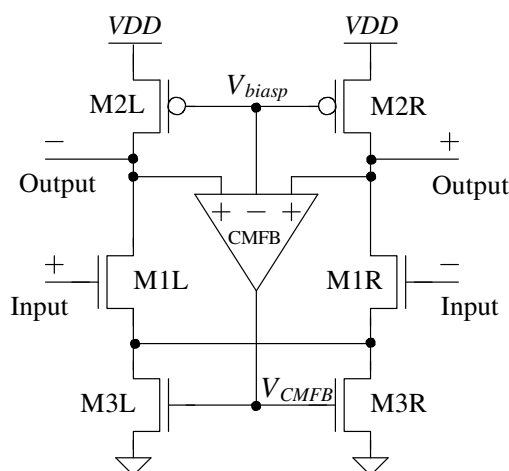 VDD VDD
M2L V_biasp M2R
− +
Output Output
+ − +
CMFB
+ −
M1L M1R
Input Input
M3L V_CMFB M3R